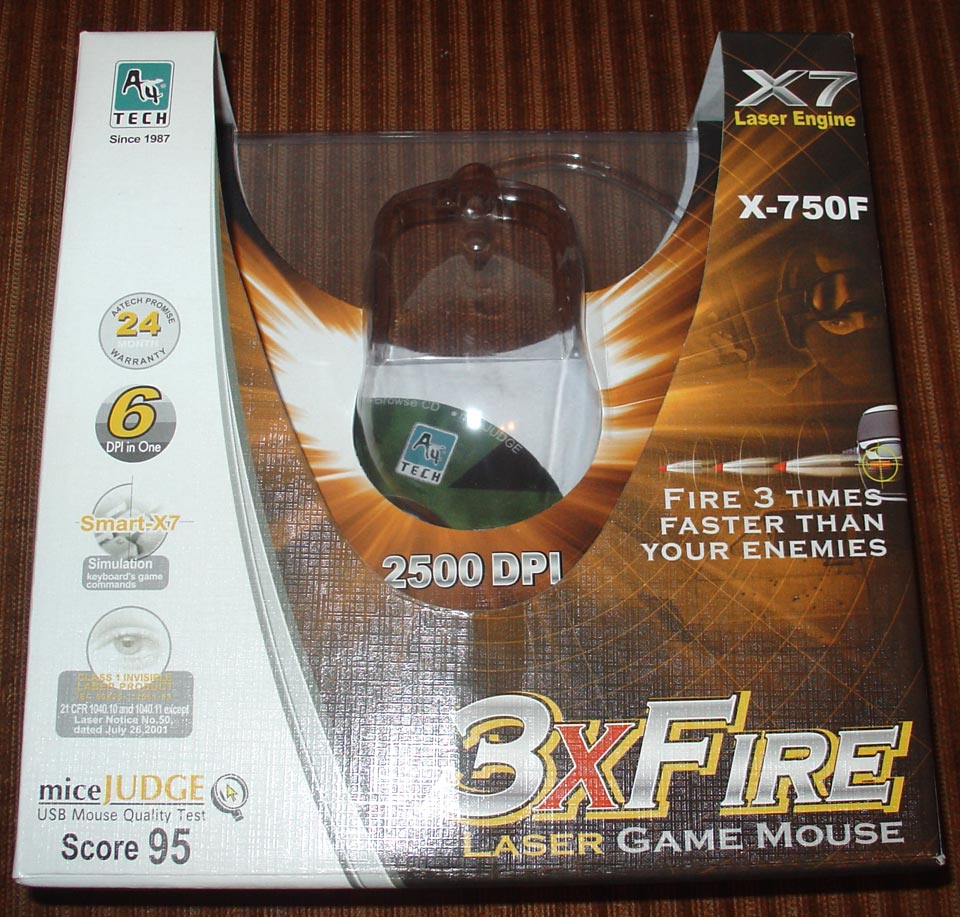 A4
TECH
Since 1987
X7
Laser Engine
X-750F
A4TECH PROMISE
24
MONTH
WARRANTY
6
DPI in One
Browse CD
JUDGE
A4
TECH
Smart-X7
Simulation
keyboard's game
commands
FIRE 3 TIMES
FASTER THAN
YOUR ENEMIES
2500 DPI
CLASS 1 INVISIBLE
LASER PRODUCT
21 CFR 1040.10 and 1040.11 except
Laser Notice No.50,
dated July 26,2001
3xFIRE
LASER GAME MOUSE
miceJUDGE
USB Mouse Quality Test
Score 95